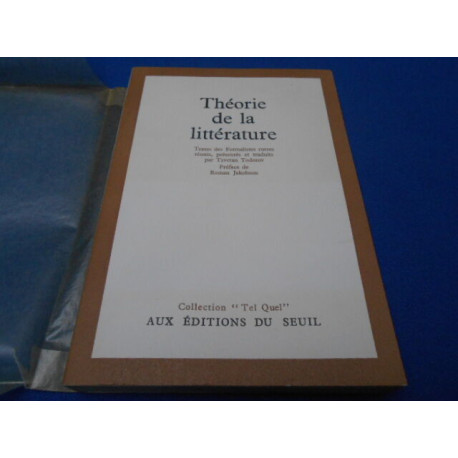 Théorie
de la
littérature
Textes des Formalistes russes
réunis, présentés et traduits
par Tzvetan Todorov
Préface de
Roman Jakobson
Collection "Tel Quel"
AUX ÉDITIONS DU SEUIL